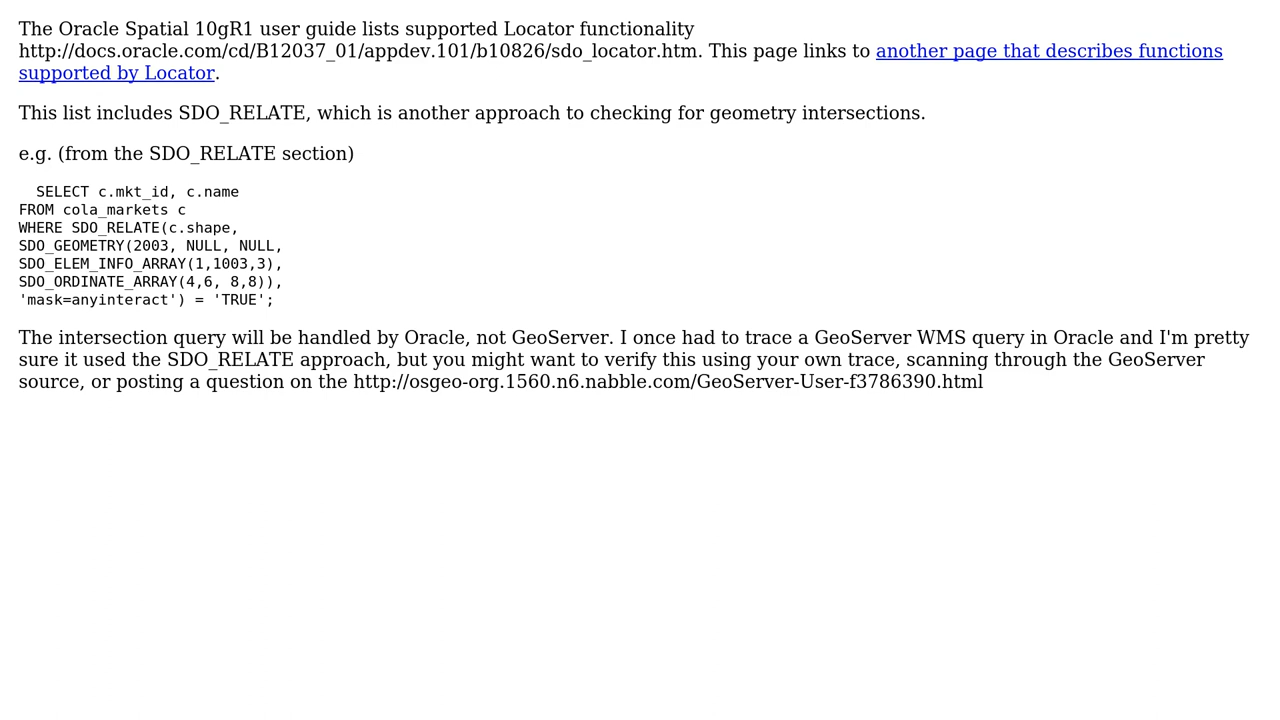 The Oracle Spatial 10gR1 user guide lists supported Locator functionality
http://docs.oracle.com/cd/B12037_01/appdev.101/b10826/sdo_locator.htm. This page links to another page that describes functions
supported by Locator.
This list includes SDO_RELATE, which is another approach to checking for geometry intersections.
e.g. (from the SDO_RELATE section)
SELECT c.mkt_id, c.name
FROM cola_markets c
WHERE SDO_RELATE(c.shape,
SDO_GEOMETRY(2003, NULL, NULL,
SDO_ELEM_INFO_ARRAY(1,1003,3),
SDO_ORDINATE_ARRAY(4,6, 8,8)),
'mask=anyinteract') = 'TRUE';
The intersection query will be handled by Oracle, not GeoServer. I once had to trace a GeoServer WMS query in Oracle and I'm pretty
sure it used the SDO_RELATE approach, but you might want to verify this using your own trace, scanning through the GeoServer
source, or posting a question on the http://osgeo-org.1560.n6.nabble.com/GeoServer-User-f3786390.html